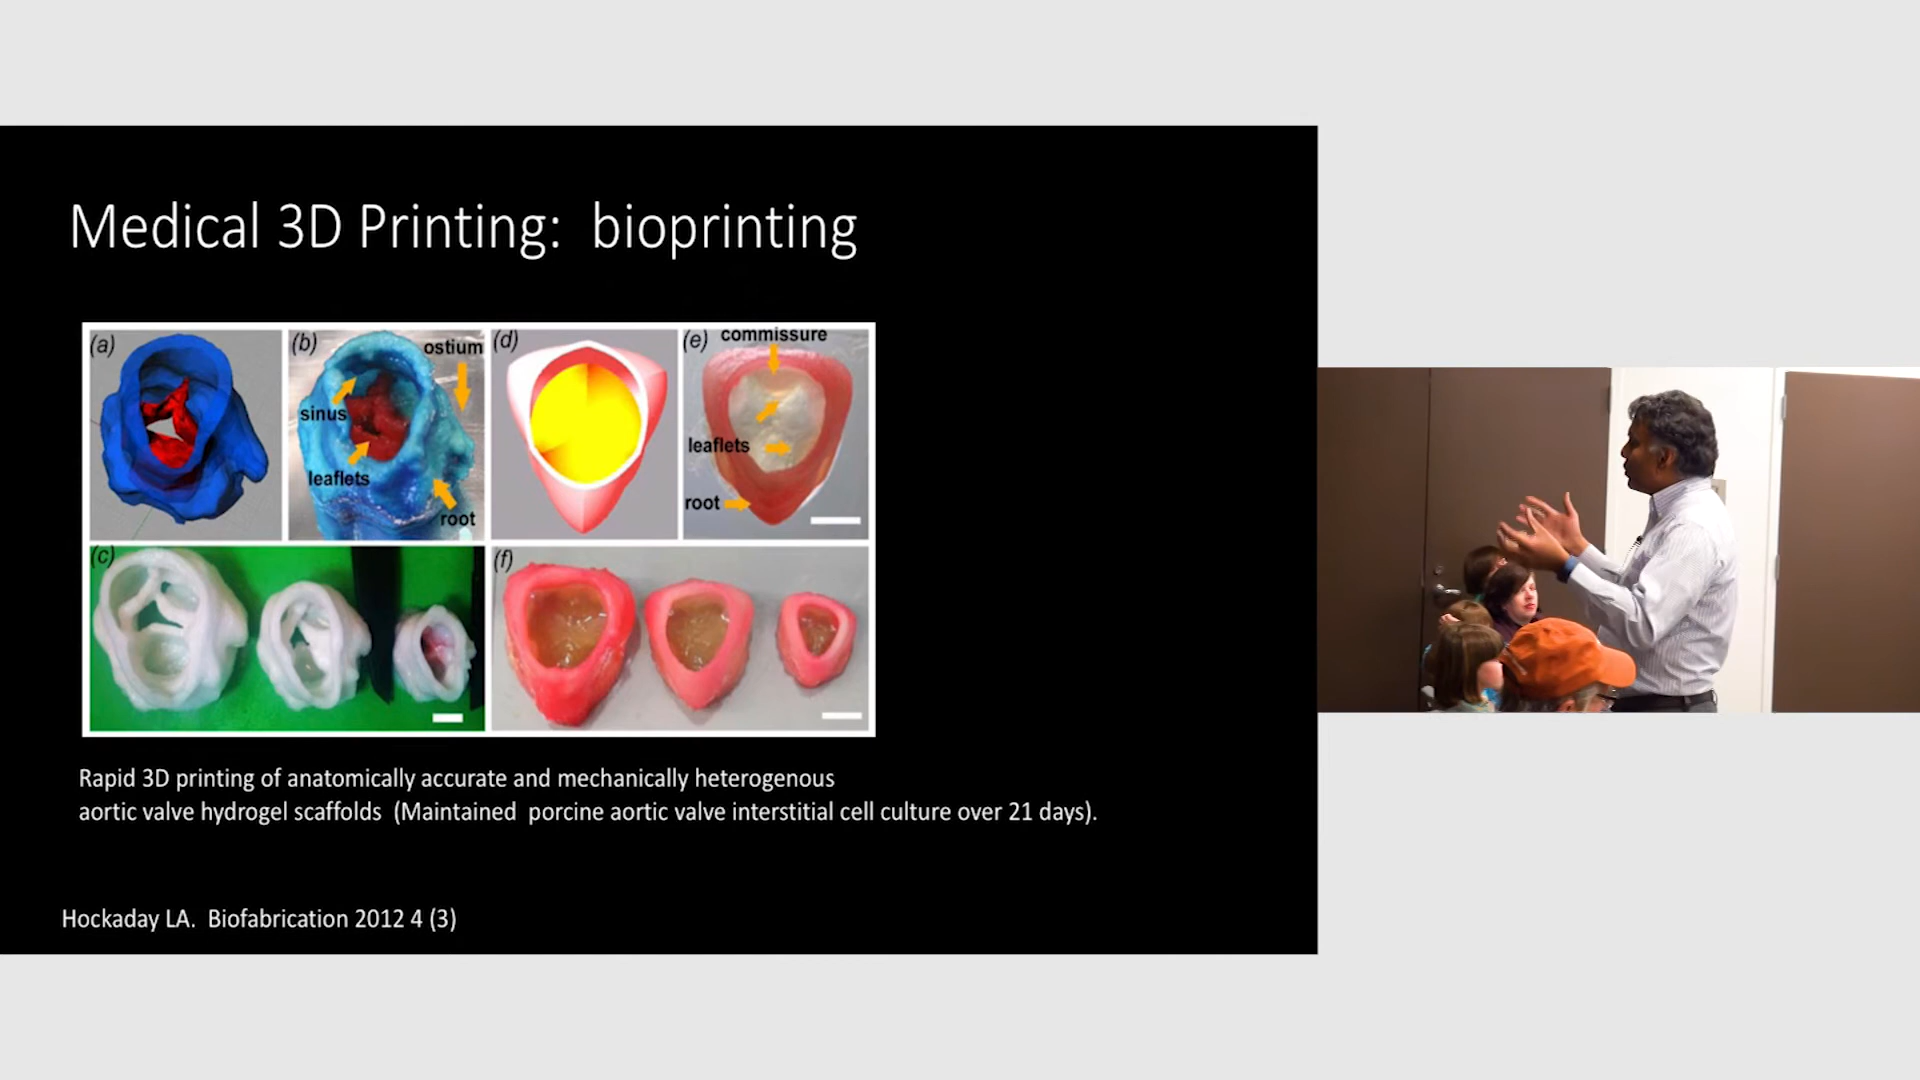 Medical 3D Printing: bioprinting
(a)
(b)
ostium
sinus
leaflets
root
(d)
(e)
commissure
leaflets
root
(c)
(f)
Rapid 3D printing of anatomically accurate and mechanically heterogenous
aortic valve hydrogel scaffolds (Maintained porcine aortic valve interstitial cell culture over 21 days).
Hockaday LA. Biofabrication 2012 4 (3)